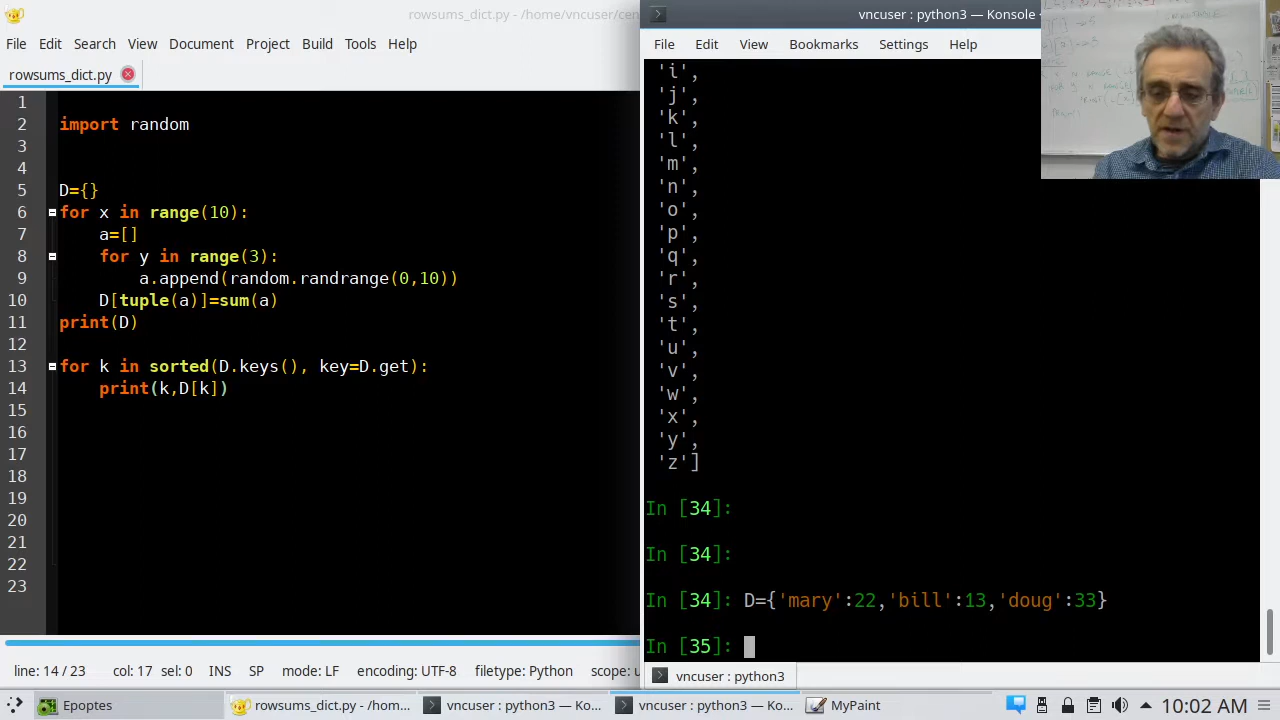 rowsums_dict.py - /home/vncuser/cen
File Edit Search View Document Project Build Tools Help
rowsums_dict.py
1
2 import random
3
4
5 D={}
6 for x in range(10):
7 a=[]
8 for y in range(3):
9 a.append(random.randrange(0,10))
10 D[tuple(a)]=sum(a)
11 print(D)
12
13 for k in sorted(D.keys(), key=D.get):
14 print(k,D[k])
15
16
17
18
19
20
21
22
23
line: 14 / 23 col: 17 sel: 0 INS SP mode: LF encoding: UTF-8 filetype: Python scope: u
vncuser : python3 — Konsole
File Edit View Bookmarks Settings Help
'i',
'j',
'k',
'l',
'm',
'n',
'o',
'p',
'q',
'r',
's',
't',
'u',
'v',
'w',
'x',
'y',
'z']
In [34]:
In [34]:
In [34]: D={'mary':22,'bill':13,'doug':33}
In [35]:
vncuser : python3
Epoptes rowsums_dict.py - /hom... vncuser : python3 — Ko... vncuser : python3 — Ko... MyPaint 10:02 AM